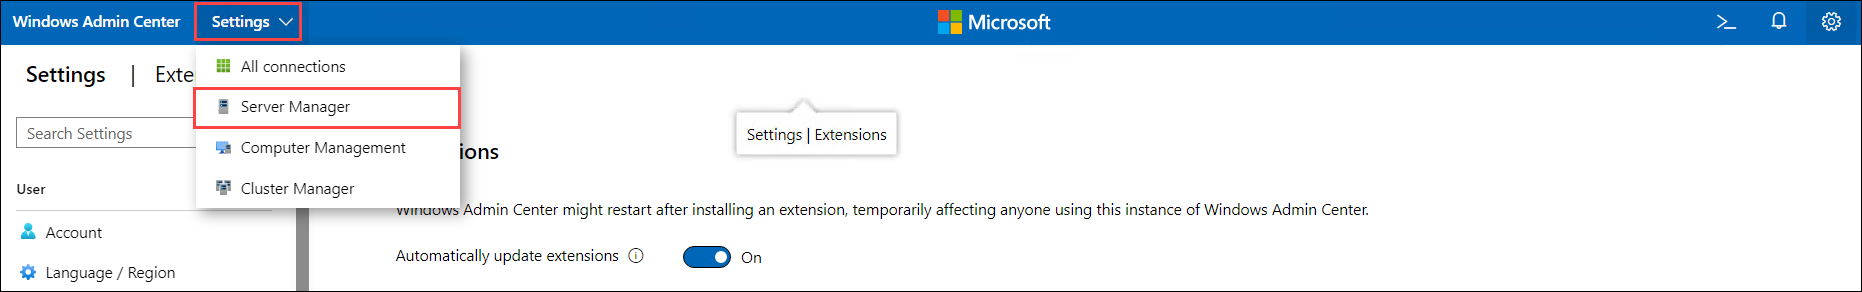 Windows Admin Center Settings Microsoft
All connections
Settings | Exte
Server Manager
Search Settings
Settings | Extensions
Computer Management
ions
User
Cluster Manager
Windows Admin Center might restart after installing an extension, temporarily affecting anyone using this instance of Windows Admin Center.
Account
Automatically update extensions On
Language / Region